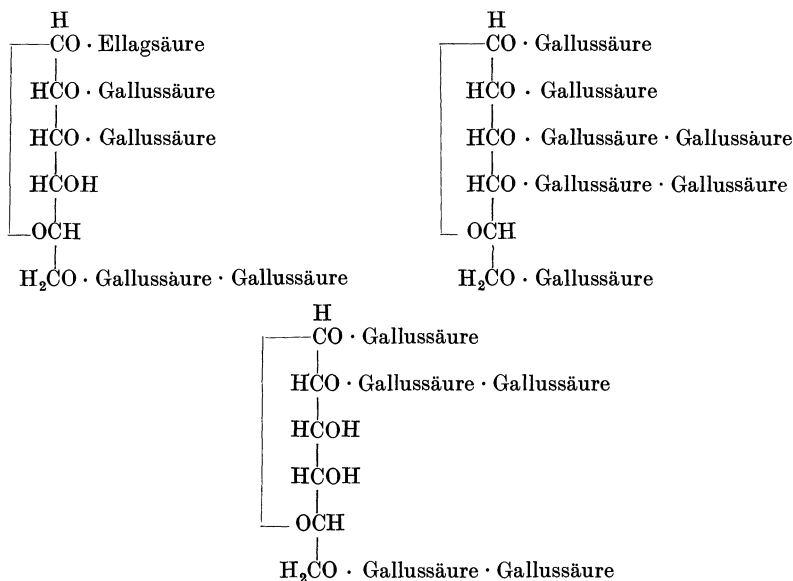 H
CO · Ellagsäure
HCO · Gallussäure
HCO · Gallussäure
HCOH
OCH
H₂CO · Gallussäure · Gallussäure
H
CO · Gallussäure
HCO · Gallussäure
HCO · Gallussäure · Gallussäure
HCO · Gallussäure · Gallussäure
OCH
H₂CO · Gallussäure
H
CO · Gallussäure
HCO · Gallussäure · Gallussäure
HCOH
HCOH
OCH
H₂CO · Gallussäure · Gallussäure